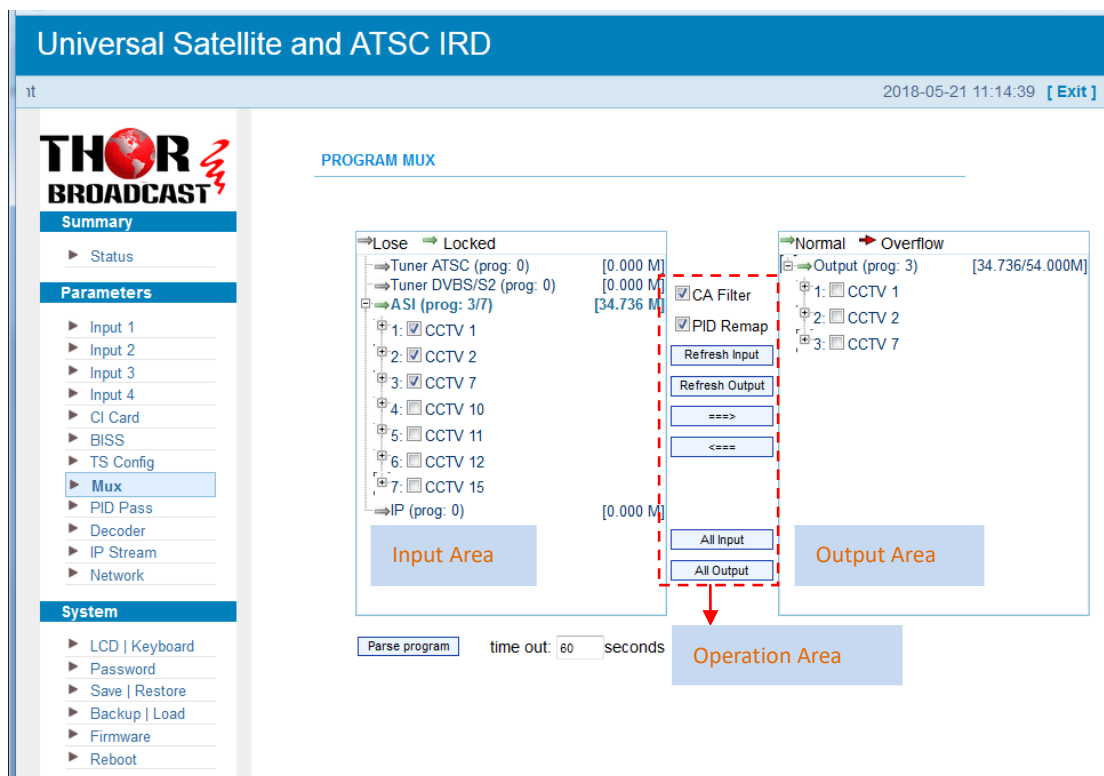 Universal Satellite and ATSC IRD
nt
2018-05-21 11:14:39 [ Exit ]
THOR
BROADCAST
Summary
Status
Parameters
Input 1
Input 2
Input 3
Input 4
CI Card
BISS
TS Config
Mux
PID Pass
Decoder
IP Stream
Network
System
LCD | Keyboard
Password
Save | Restore
Backup | Load
Firmware
Reboot
PROGRAM MUX
Lose Locked
Tuner ATSC (prog: 0) [0.000 M]
Tuner DVBS/S2 (prog: 0) [0.000 M]
ASI (prog: 3/7) [34.736 M]
1: CCTV 1
2: CCTV 2
3: CCTV 7
4: CCTV 10
5: CCTV 11
6: CCTV 12
7: CCTV 15
IP (prog: 0) [0.000 M]
Input Area
CA Filter
PID Remap
Refresh Input
Refresh Output
===>
<===
All Input
All Output
Normal Overflow
Output (prog: 3) [34.736/54.000M]
1: CCTV 1
2: CCTV 2
3: CCTV 7
Output Area
Parse program time out: 60 seconds
Operation Area